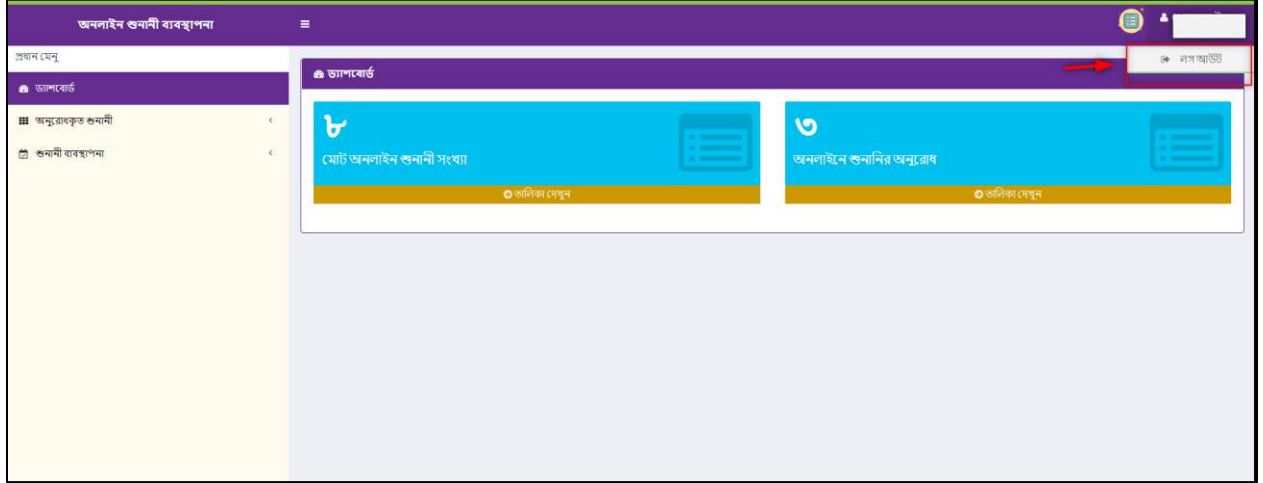 অনলাইন শুনানী ব্যবস্থাপনা
প্রধান মেনু
লগ আউট
ড্যাশবোর্ড
ড্যাশবোর্ড
অনুরোধকৃত শুনানী
শুনানী ব্যবস্থাপনা
৮
মোট অনলাইন শুনানী সংখ্যা
তালিকা দেখুন
৩
অনলাইনে শুনানির অনুরোধ
তালিকা দেখুন